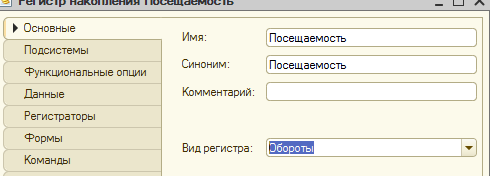 Регистр накопления Посещаемость
Основные
Подсистемы
Функциональные опции
Данные
Регистраторы
Формы
Команды
Имя: Посещаемость
Синоним: Посещаемость
Комментарий:
Вид регистра: Обороты